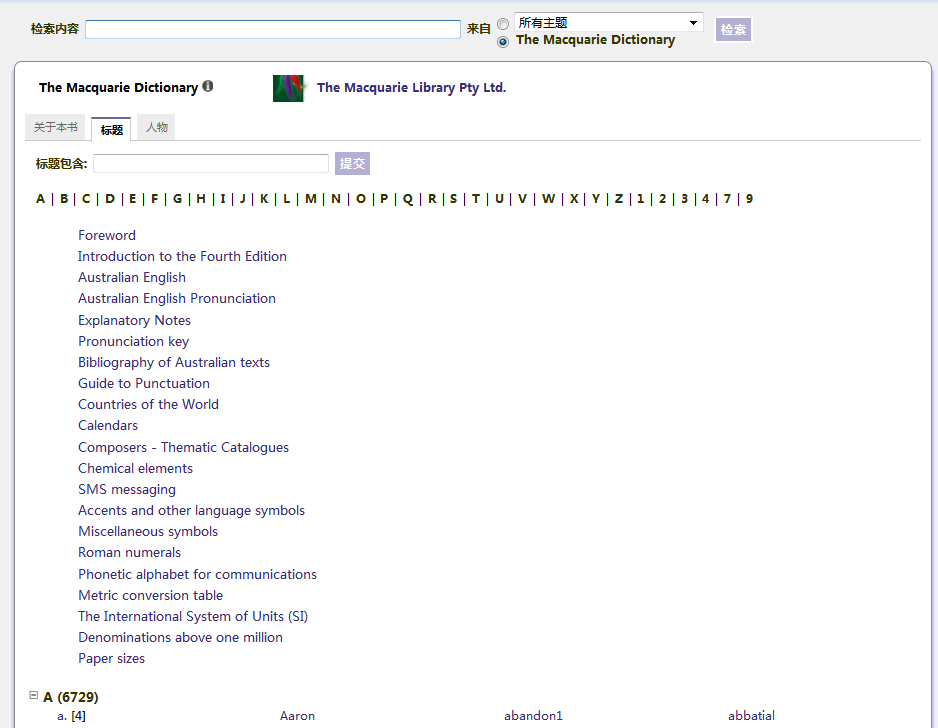 检索内容 来自 所有主题 检索
The Macquarie Dictionary
The Macquarie Dictionary The Macquarie Library Pty Ltd.
关于本书 标题 人物
标题包含: 提交
A | B | C | D | E | F | G | H | I | J | K | L | M | N | O | P | Q | R | S | T | U | V | W | X | Y | Z | 1 | 2 | 3 | 4 | 7 | 9
Foreword
Introduction to the Fourth Edition
Australian English
Australian English Pronunciation
Explanatory Notes
Pronunciation key
Bibliography of Australian texts
Guide to Punctuation
Countries of the World
Calendars
Composers - Thematic Catalogues
Chemical elements
SMS messaging
Accents and other language symbols
Miscellaneous symbols
Roman numerals
Phonetic alphabet for communications
Metric conversion table
The International System of Units (SI)
Denominations above one million
Paper sizes
A (6729)
a. [4] Aaron abandon1 abbatial